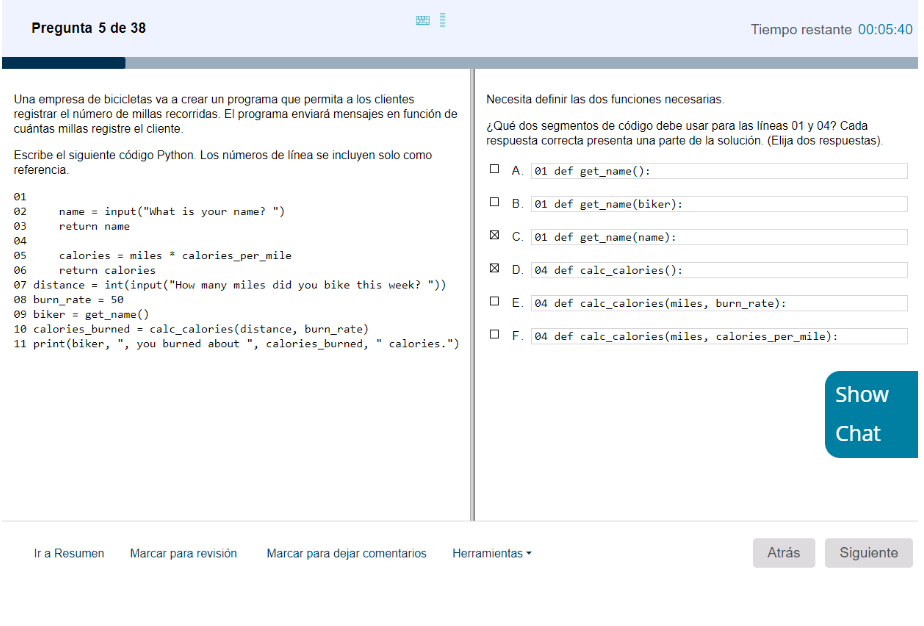 Pregunta 5 de 38
Tiempo restante 00:05:40
Una empresa de bicicletas va a crear un programa que permita a los clientes
registrar el número de millas recorridas. El programa enviará mensajes en función de
cuántas millas registre el cliente.
Escribe el siguiente código Python. Los números de línea se incluyen solo como
referencia.
01
02     name = input("What is your name? ")
03     return name
04
05     calories = miles * calories_per_mile
06     return calories
07 distance = int(input("How many miles did you bike this week? "))
08 burn_rate = 50
09 biker = get_name()
10 calories_burned = calc_calories(distance, burn_rate)
11 print(biker, ", you burned about ", calories_burned, " calories.")
Necesita definir las dos funciones necesarias.
¿Qué dos segmentos de código debe usar para las líneas 01 y 04? Cada
respuesta correcta presenta una parte de la solución. (Elija dos respuestas).
A. 01 def get_name():
B. 01 def get_name(biker):
C. 01 def get_name(name):
D. 04 def calc_calories():
E. 04 def calc_calories(miles, burn_rate):
F. 04 def calc_calories(miles, calories_per_mile):
Show
Chat
Ir a Resumen Marcar para revisión Marcar para dejar comentarios Herramientas Atrás Siguiente